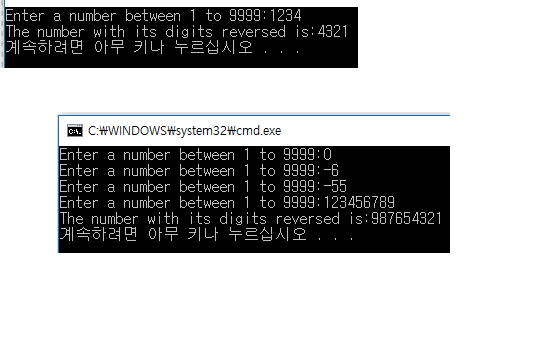 Enter a number between 1 to 9999:1234
The number with its digits reversed is:4321
계속하려면 아무 키나 누르십시오 . . .
C:₩WINDOWS₩system32₩cmd.exe
Enter a number between 1 to 9999:0
Enter a number between 1 to 9999:-6
Enter a number between 1 to 9999:-55
Enter a number between 1 to 9999:123456789
The number with its digits reversed is:987654321
계속하려면 아무 키나 누르십시오 . . .